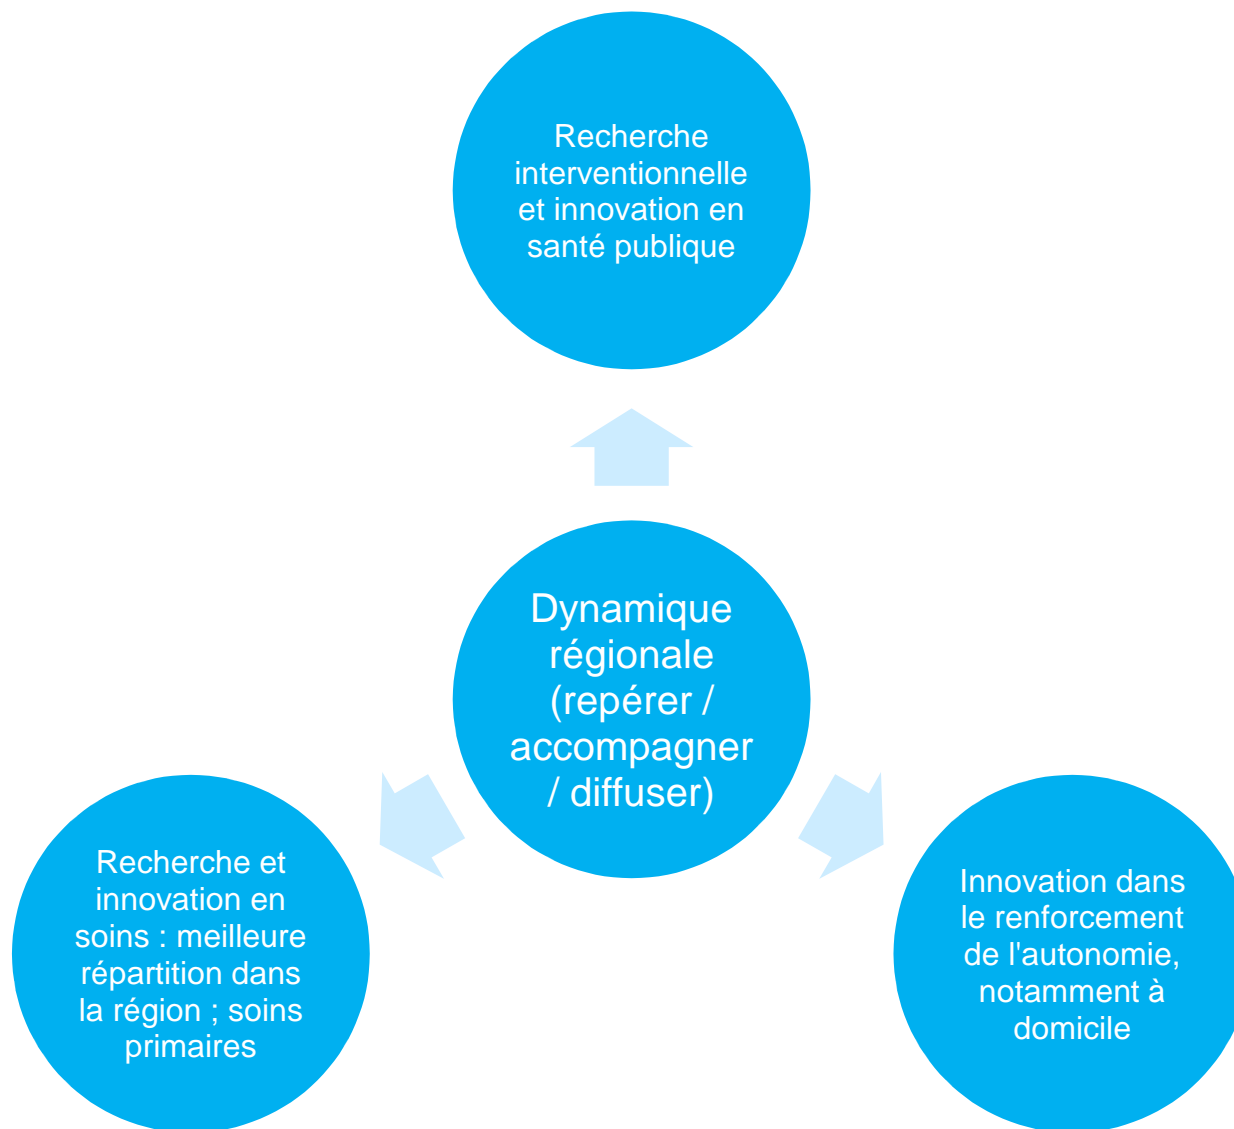 Recherche
interventionnelle
et innovation en
santé publique
Dynamique
régionale
(repérer /
accompagner
/ diffuser)
Recherche et
innovation en
soins : meilleure
répartition dans
la région ; soins
primaires
Innovation dans
le renforcement
de l'autonomie,
notamment à
domicile